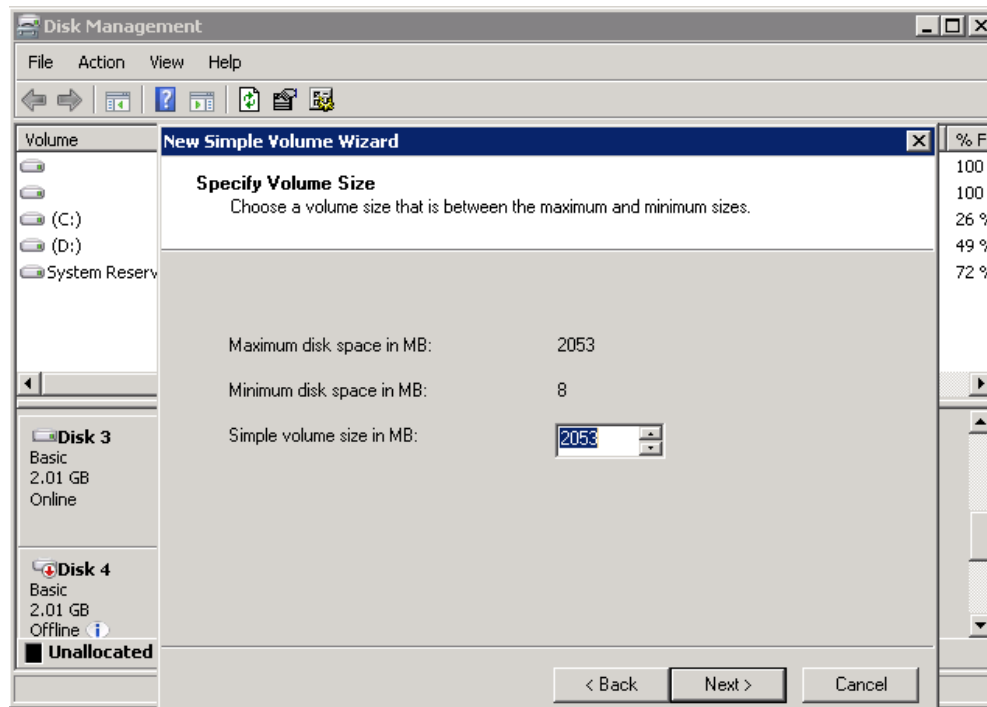 Disk Management
File Action View Help
Volume
% F
100
100
(C:)
26 %
(D:)
49 %
System Reserv
72 %
New Simple Volume Wizard
Specify Volume Size
Choose a volume size that is between the maximum and minimum sizes.
Maximum disk space in MB: 2053
Minimum disk space in MB: 8
Simple volume size in MB: 2053
Disk 3
Basic
2.01 GB
Online
Disk 4
Basic
2.01 GB
Offline
Unallocated
< Back Next > Cancel